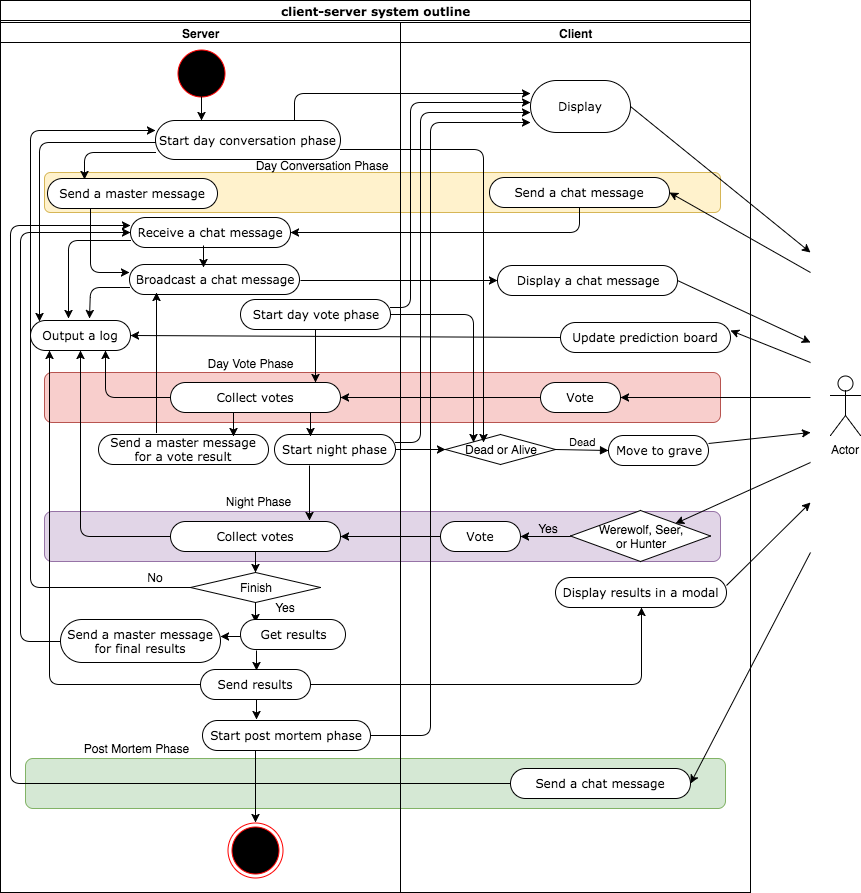 client-server system outline
Server
Client
Display
Start day conversation phase
Day Conversation Phase
Send a master message
Send a chat message
Receive a chat message
Broadcast a chat message
Display a chat message
Start day vote phase
Output a log
Update prediction board
Day Vote Phase
Collect votes
Vote
Send a master message
for a vote result
Start night phase
Dead or Alive
Dead
Move to grave
Actor
Night Phase
Collect votes
Vote
Yes
Werewolf, Seer,
or Hunter
No
Finish
Display results in a modal
Yes
Send a master message
for final results
Get results
Send results
Start post mortem phase
Post Mortem Phase
Send a chat message